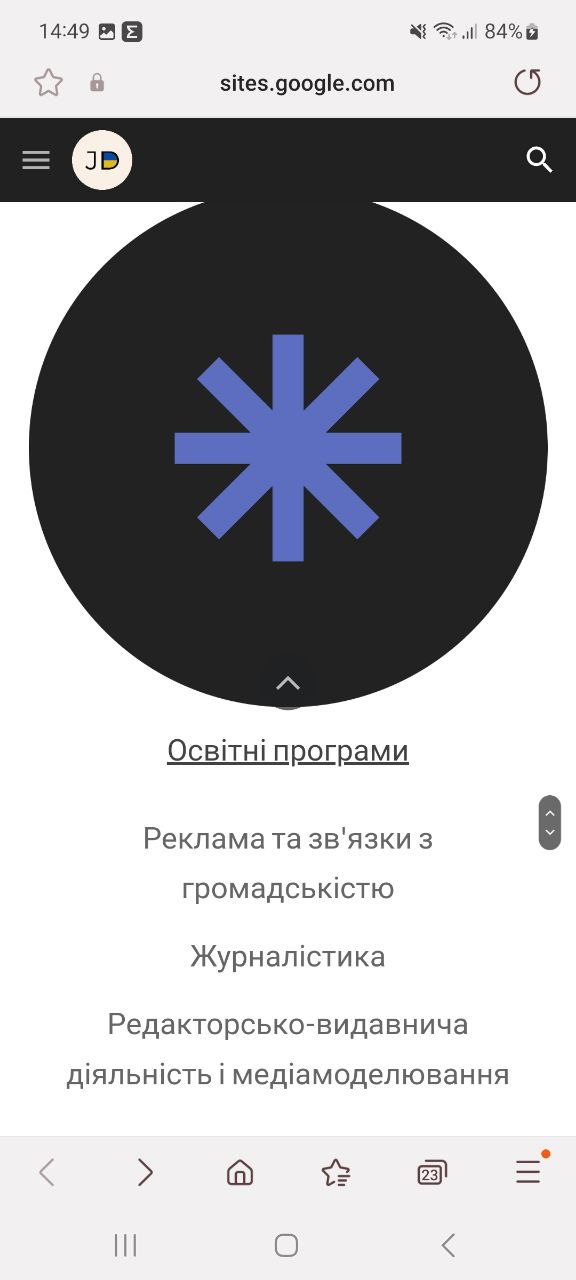 14:49
84%
sites.google.com
JD
Освітні програми
Реклама та зв'язки з
громадськістю
Журналістика
Редакторсько-видавнича
діяльність і медіамоделювання
23